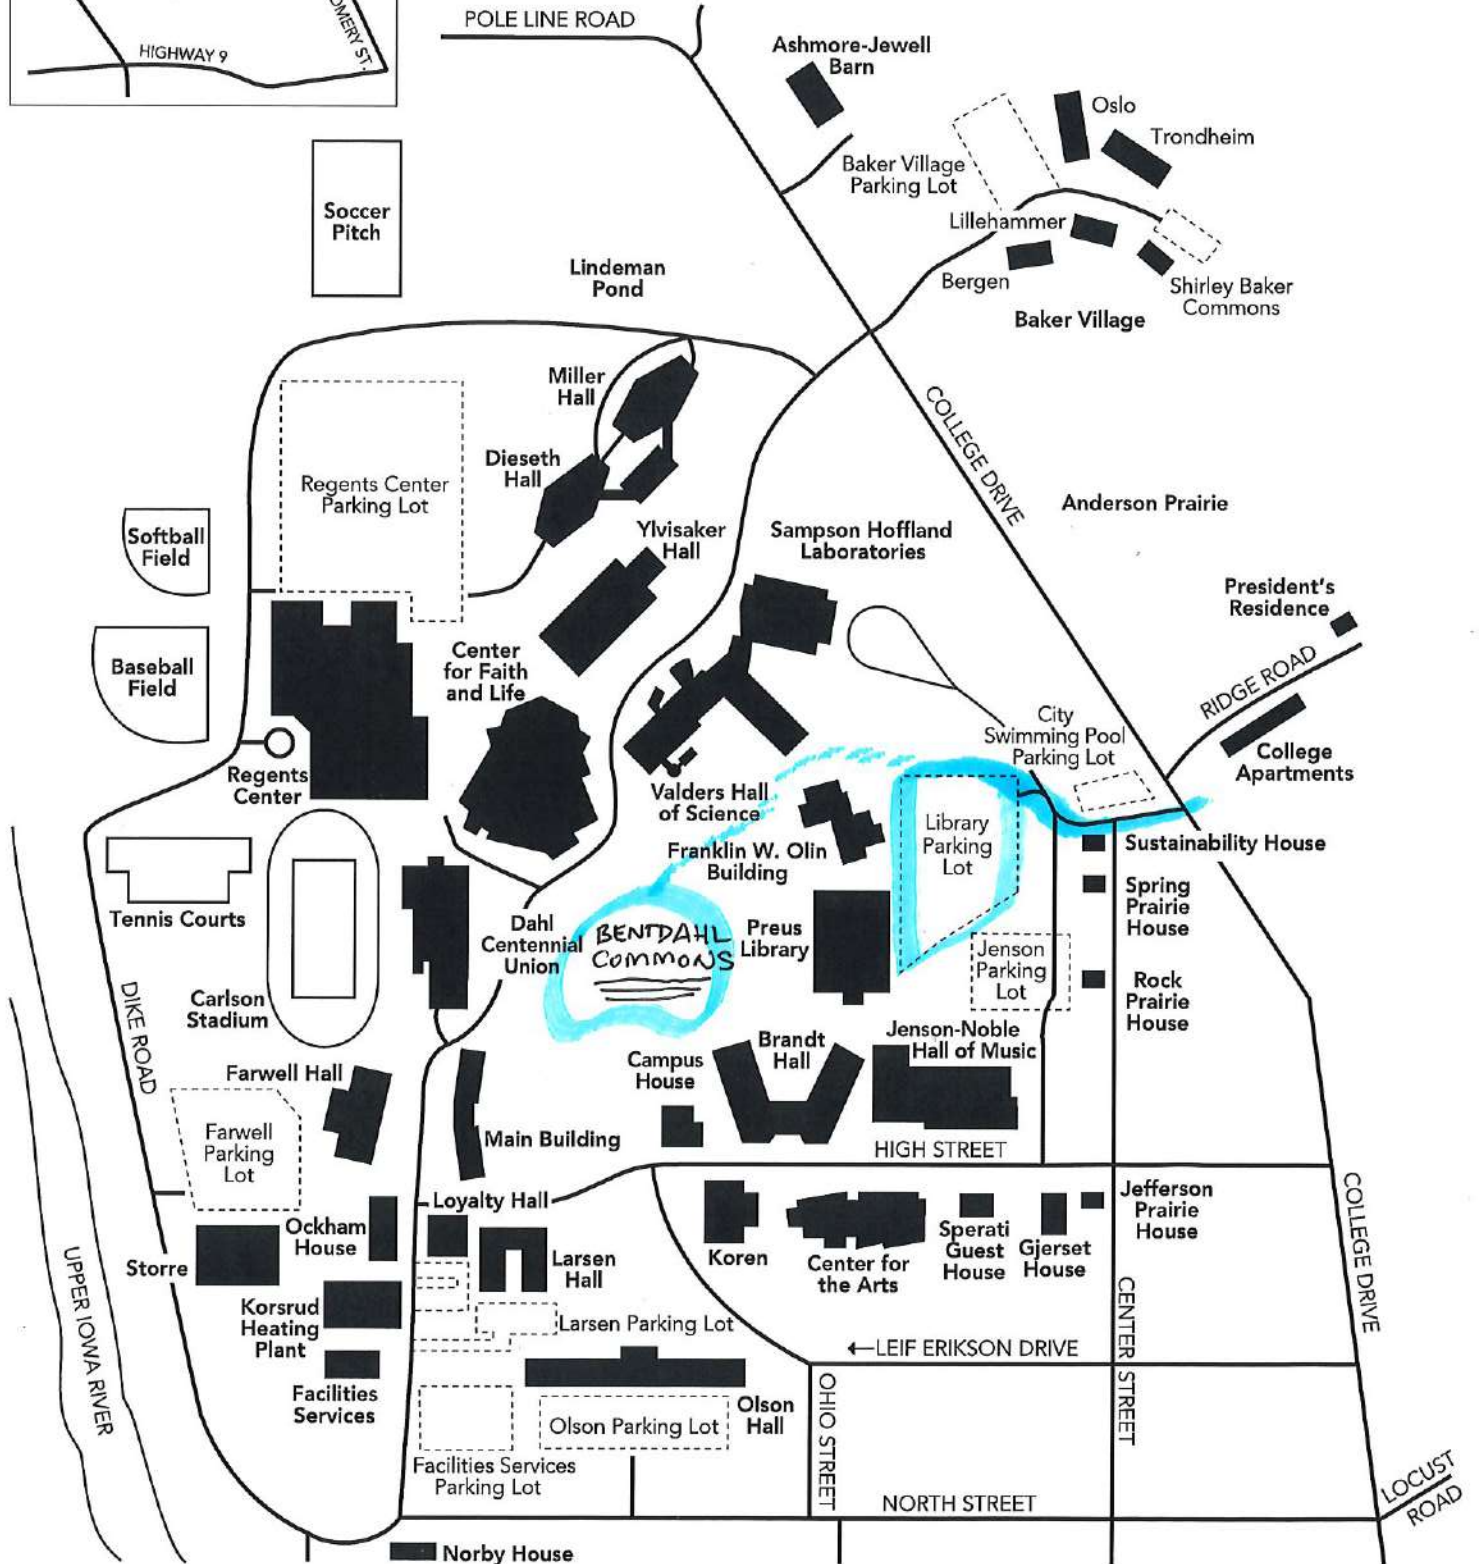 OMERY ST.
HIGHWAY 9
POLE LINE ROAD
Ashmore-Jewell
Barn
Oslo
Trondheim
Baker Village
Parking Lot
Lillehammer
Bergen
Shirley Baker
Commons
Baker Village
Soccer
Pitch
Lindeman
Pond
Miller
Hall
Dieseth
Hall
COLLEGE DRIVE
Regents Center
Parking Lot
Anderson Prairie
Softball
Field
Ylvisaker
Hall
Sampson Hoffland
Laboratories
President's
Residence
Baseball
Field
Center
for Faith
and Life
RIDGE ROAD
City
Swimming Pool
Parking Lot
College
Apartments
Regents
Center
Valders Hall
of Science
Library
Parking
Lot
Franklin W. Olin
Building
Sustainability House
Spring
Prairie
House
Tennis Courts
Dahl
Centennial
Union
BENTDAHL
COMMONS
Preus
Library
Jenson
Parking
Lot
Rock
Prairie
House
DIKE ROAD
Carlson
Stadium
Jenson-Noble
Hall of Music
Brandt
Hall
Campus
House
Farwell Hall
Farwell
Parking
Lot
Main Building
HIGH STREET
Loyalty Hall
Jefferson
Prairie
House
COLLEGE DRIVE
Ockham
House
Storre
Larsen
Hall
Koren
Center for
the Arts
Sperati
Guest
House
Gjerset
House
UPPER IOWA RIVER
Korsrud
Heating
Plant
Larsen Parking Lot
←LEIF ERIKSON DRIVE
CENTER STREET
Facilities
Services
Olson
Hall
Olson Parking Lot
OHIO STREET
Facilities Services
Parking Lot
NORTH STREET
LOCUST
ROAD
Norby House